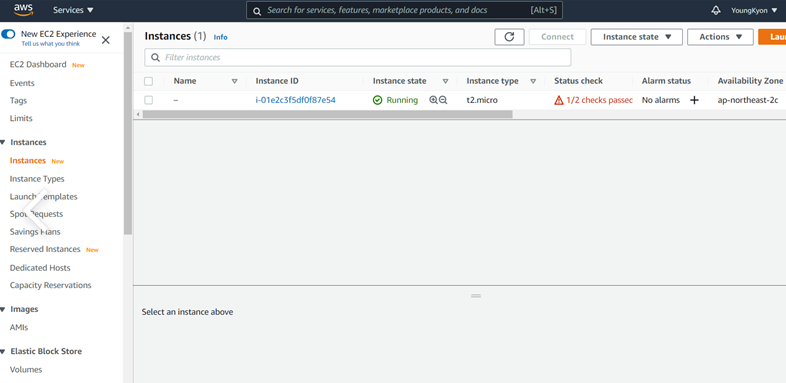 aws Services Search for services, features, marketplace products, and docs [Alt+S] YoungKyon
New EC2 Experience
Tell us what you think
EC2 Dashboard New
Events
Tags
Limits
Instances
Instances New
Instance Types
Launch Templates
Spot Requests
Savings Plans
Reserved Instances New
Dedicated Hosts
Capacity Reservations
Images
AMIs
Elastic Block Store
Volumes
Instances (1) Info Connect Instance state Actions
Filter instances
Name Instance ID Instance state Instance type Status check Alarm status Availability Zone
– i-01e2c3f5df0f87e54 Running t2.micro 1/2 checks passed No alarms + ap-northeast-2c
Select an instance above